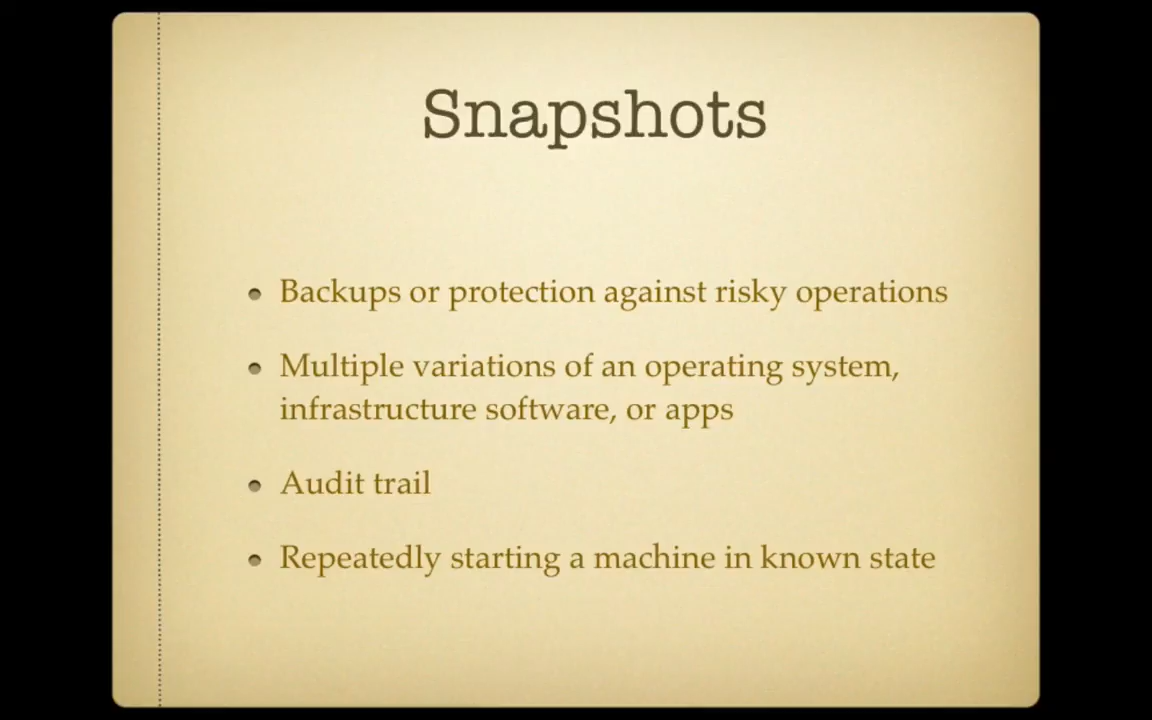 Snapshots
Backups or protection against risky operations
Multiple variations of an operating system,
infrastructure software, or apps
Audit trail
Repeatedly starting a machine in known state